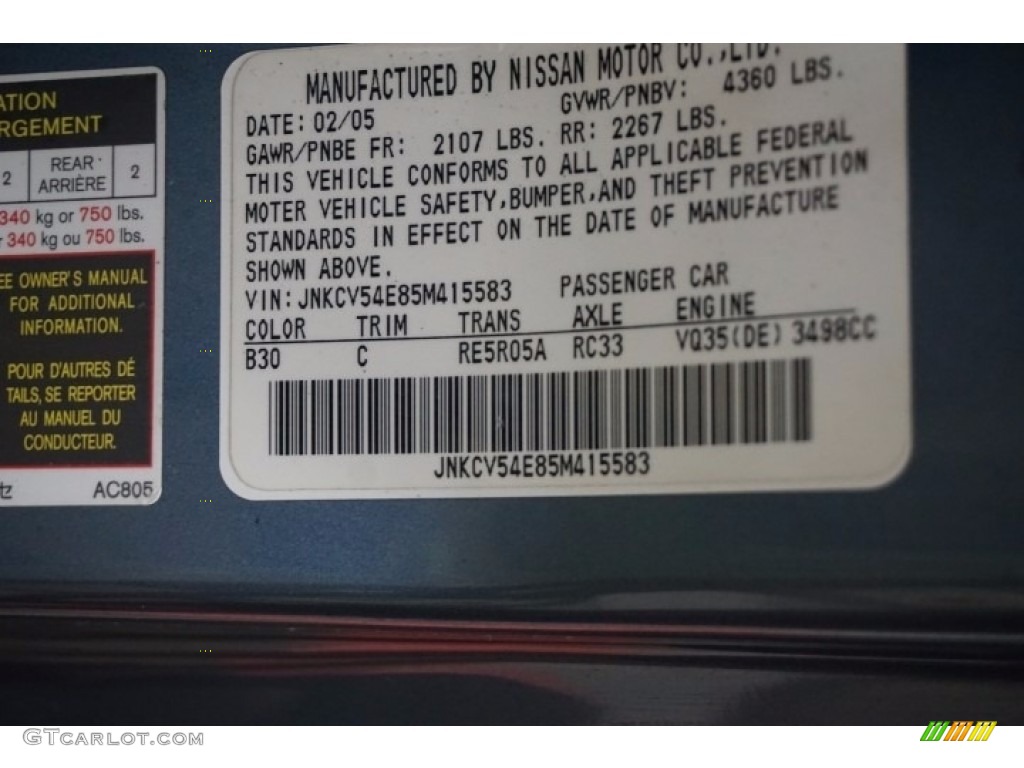 MANUFACTURED BY NISSAN MOTOR CO.,LTD.
DATE: 02/05 GVWR/PNBV: 4360 LBS.
GAWR/PNBE FR: 2107 LBS. RR: 2267 LBS.
THIS VEHICLE CONFORMS TO ALL APPLICABLE FEDERAL
MOTER VEHICLE SAFETY,BUMPER,AND THEFT PREVENTION
STANDARDS IN EFFECT ON THE DATE OF MANUFACTURE
SHOWN ABOVE.
VIN:JNKCV54E85M415583 PASSENGER CAR
COLOR TRIM TRANS AXLE ENGINE
B30 C RE5R05A RC33 VQ35(DE) 3498CC
JNKCV54E85M415583
ATION
RGEMENT
2 REAR 2
ARRIÈRE
340 kg or 750 lbs.
r 340 kg ou 750 lbs.
EE OWNER'S MANUAL
FOR ADDITIONAL
INFORMATION.
POUR D'AUTRES DÉ
TAILS, SE REPORTER
AU MANUEL DU
CONDUCTEUR.
tz AC805
GTCARLOT.COM